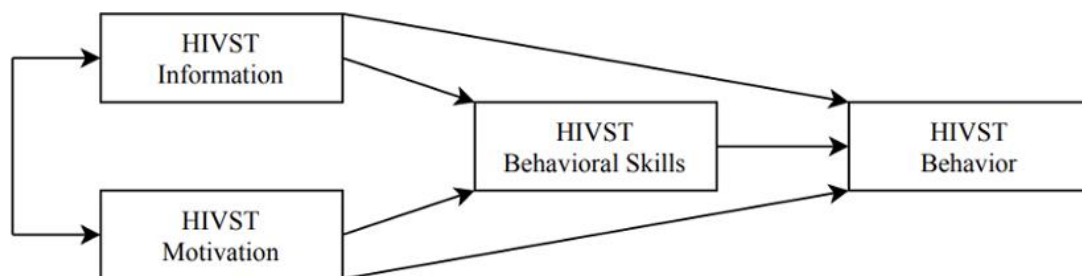 HIVST
Information
HIVST
Behavioral Skills
HIVST
Behavior
HIVST
Motivation